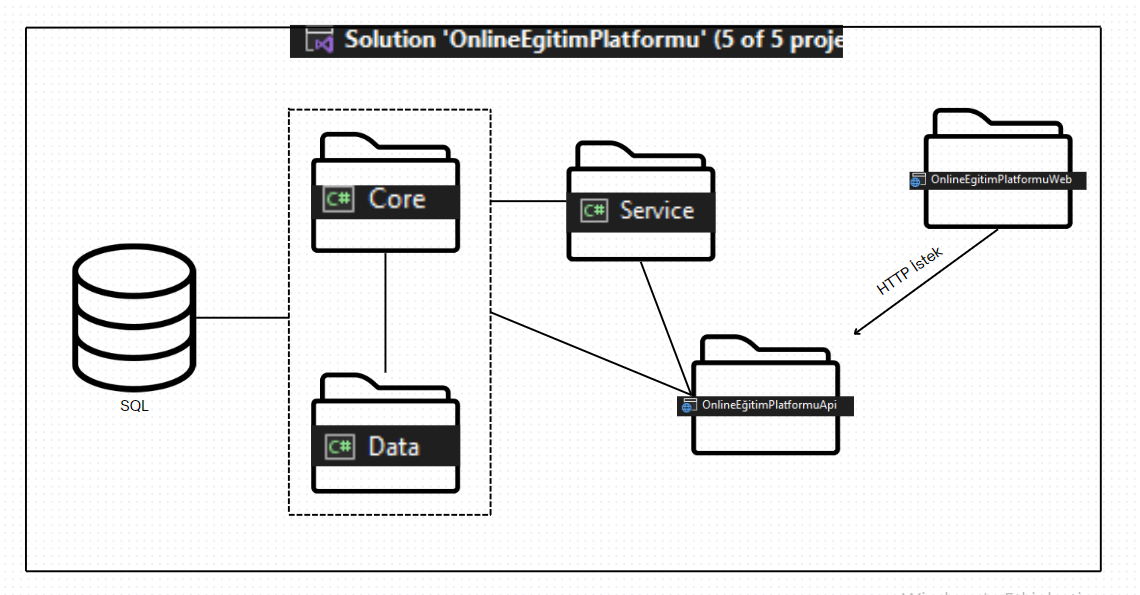 Solution 'OnlineEgitimPlatformu' (5 of 5 proje
C# Core
C# Service
OnlineEgitimPlatformuWeb
HTTP İstek
SQL
OnlineEğitimPlatformuApi
C# Data